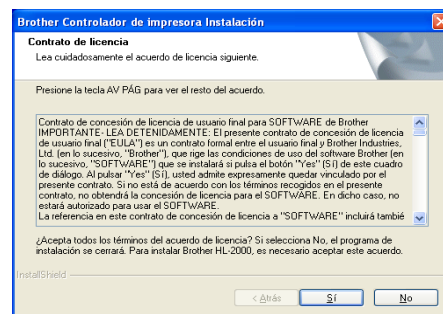 Brother Controlador de impresora Instalación
Contrato de licencia
Lea cuidadosamente el acuerdo de licencia siguiente.
Presione la tecla AV PÁG para ver el resto del acuerdo.
Contrato de concesión de licencia de usuario final para SOFTWARE de Brother
IMPORTANTE- LEA DETENIDAMENTE: El presente contrato de concesión de licencia
de usuario final ("EULA") es un contrato formal entre el usuario final y Brother Industries,
Ltd. (en lo sucesivo, "Brother"), que rige las condiciones de uso del software Brother (en
lo sucesivo, "SOFTWARE") que se instalará si pulsa el botón "Yes" (Sí) de este cuadro
de diálogo. Al pulsar "Yes" (Sí), usted admite expresamente quedar vinculado por el
presente contrato. Si no está de acuerdo con los términos recogidos en el presente
contrato, no obtendrá la concesión de licencia para el SOFTWARE. En dicho caso, no
estará autorizado para usar el SOFTWARE.
La referencia en este contrato de concesión de licencia a "SOFTWARE" incluirá tambié
¿Acepta todos los términos del acuerdo de licencia? Si selecciona No, el programa de
instalación se cerrará. Para instalar Brother HL-2000, es necesario aceptar este acuerdo.
InstallShield
< Atrás
Sí
No